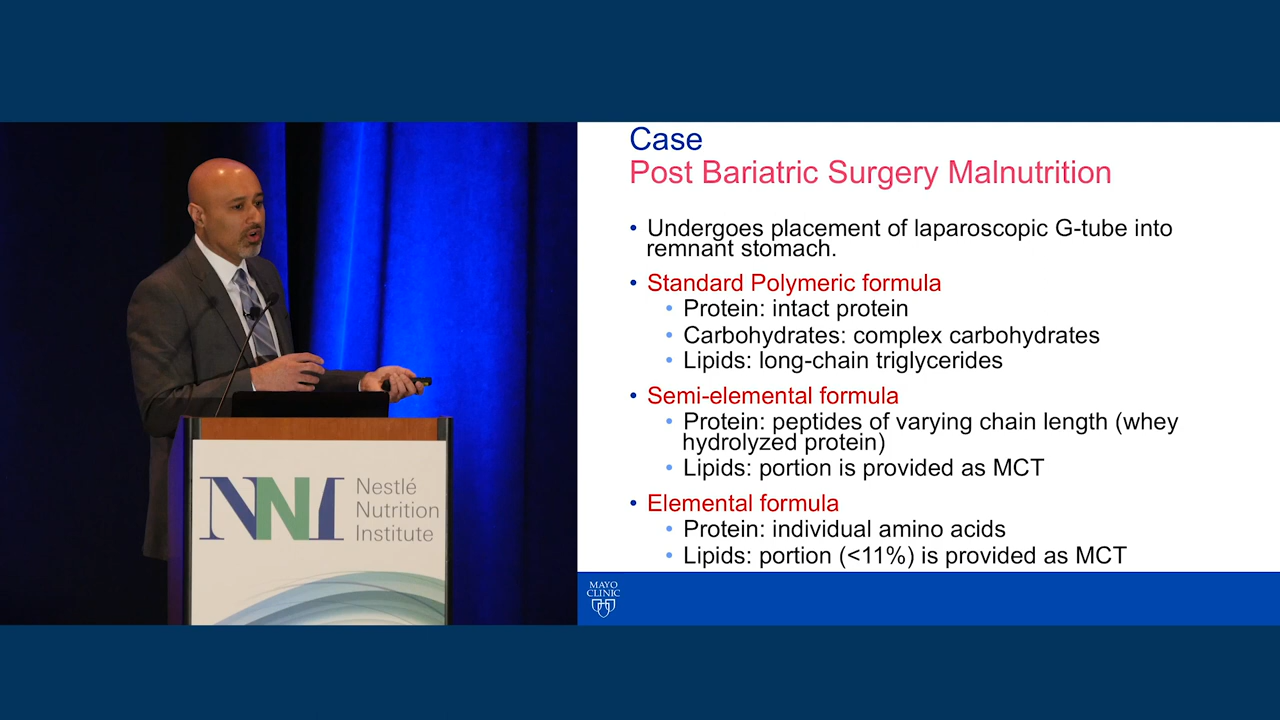 NNI Nestlé
Nutrition
Institute
Case
Post Bariatric Surgery Malnutrition
• Undergoes placement of laparoscopic G-tube into
remnant stomach.
• Standard Polymeric formula
• Protein: intact protein
• Carbohydrates: complex carbohydrates
• Lipids: long-chain triglycerides
• Semi-elemental formula
• Protein: peptides of varying chain length (whey
hydrolyzed protein)
• Lipids: portion is provided as MCT
• Elemental formula
• Protein: individual amino acids
• Lipids: portion (<11%) is provided as MCT
MAYO
CLINIC